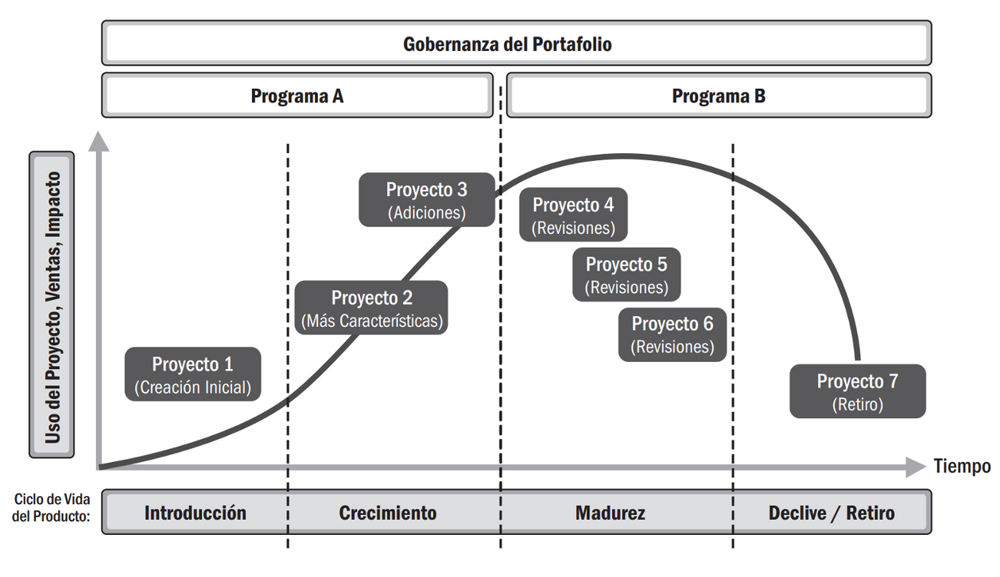 Gobernanza del Portafolio
Programa A
Programa B
Uso del Proyecto, Ventas, Impacto
Proyecto 3
(Adiciones)
Proyecto 4
(Revisiones)
Proyecto 5
(Revisiones)
Proyecto 2
(Más Características)
Proyecto 6
(Revisiones)
Proyecto 1
(Creación Inicial)
Proyecto 7
(Retiro)
Tiempo
Ciclo de Vida
del Producto:
Introducción
Crecimiento
Madurez
Declive / Retiro